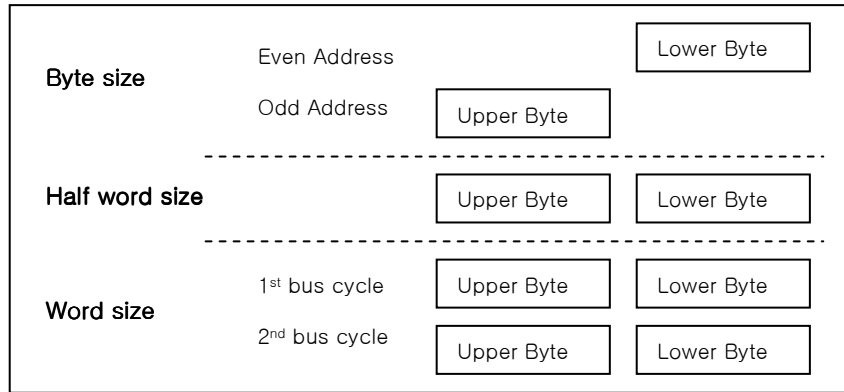 Even Address Lower Byte
Byte size
Odd Address Upper Byte
Half word size Upper Byte Lower Byte
1st bus cycle Upper Byte Lower Byte
Word size
2nd bus cycle Upper Byte Lower Byte